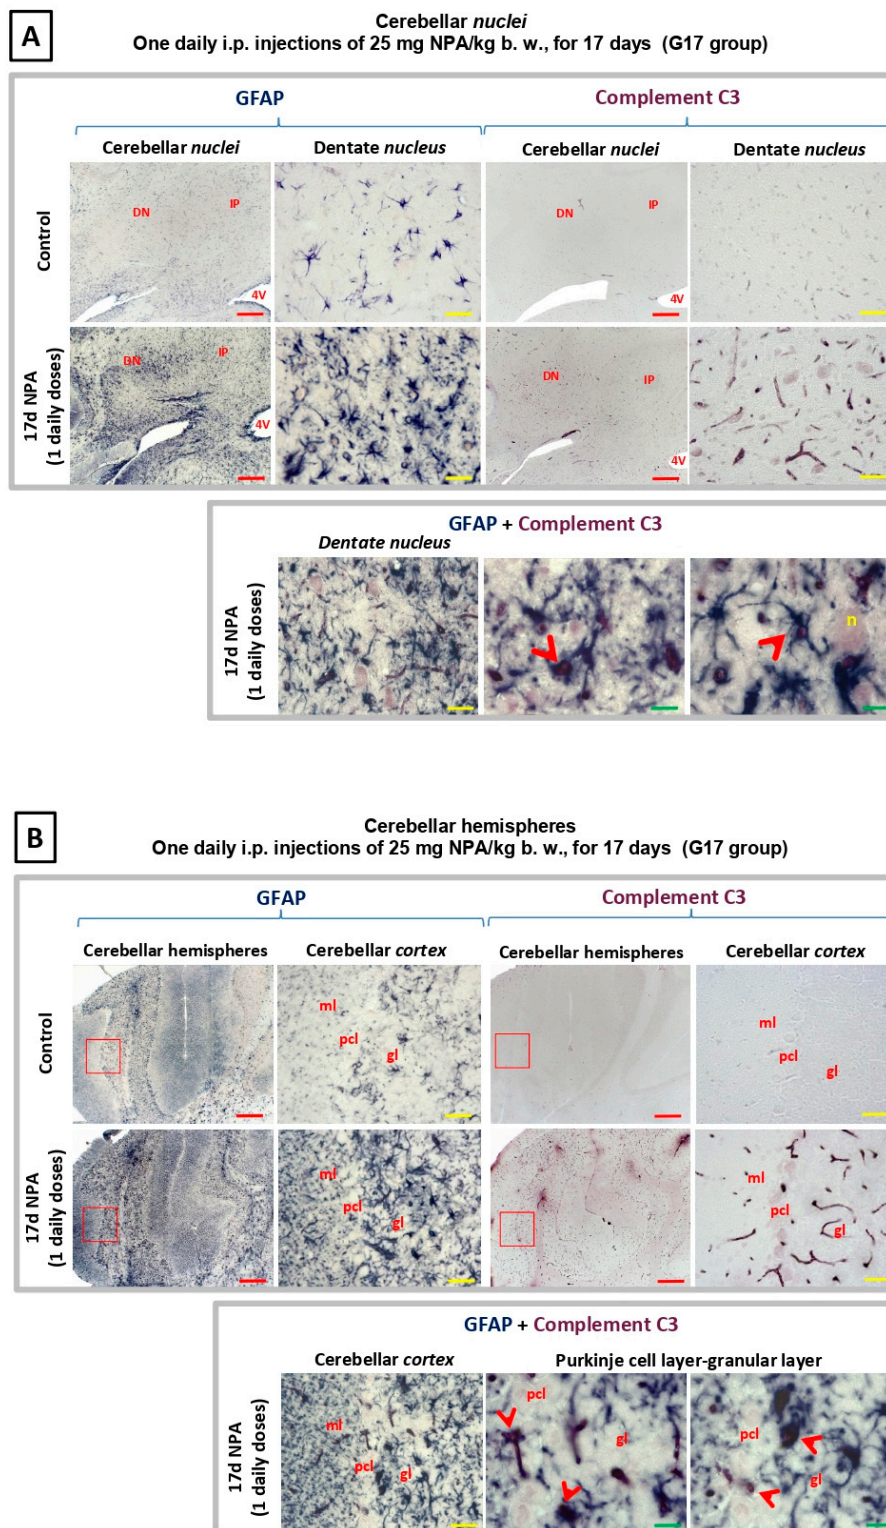 A
Cerebellar nuclei
One daily i.p. injections of 25 mg NPA/kg b. w., for 17 days (G17 group)
GFAP
Complement C3
Cerebellar nuclei
Dentate nucleus
Cerebellar nuclei
Dentate nucleus
Control
DN
IP
4V
DN
IP
4V
17d NPA
(1 daily doses)
DN
IP
4V
DN
IP
4V
GFAP + Complement C3
Dentate nucleus
17d NPA
(1 daily doses)
n
B
Cerebellar hemispheres
One daily i.p. injections of 25 mg NPA/kg b. w., for 17 days (G17 group)
GFAP
Complement C3
Cerebellar hemispheres
Cerebellar cortex
Cerebellar hemispheres
Cerebellar cortex
Control
ml
pcl
gl
ml
pcl
gl
17d NPA
(1 daily doses)
ml
pcl
gl
ml
pcl
gl
GFAP + Complement C3
Cerebellar cortex
Purkinje cell layer-granular layer
17d NPA
(1 daily doses)
ml
pcl
gl
pcl
gl
pcl
gl